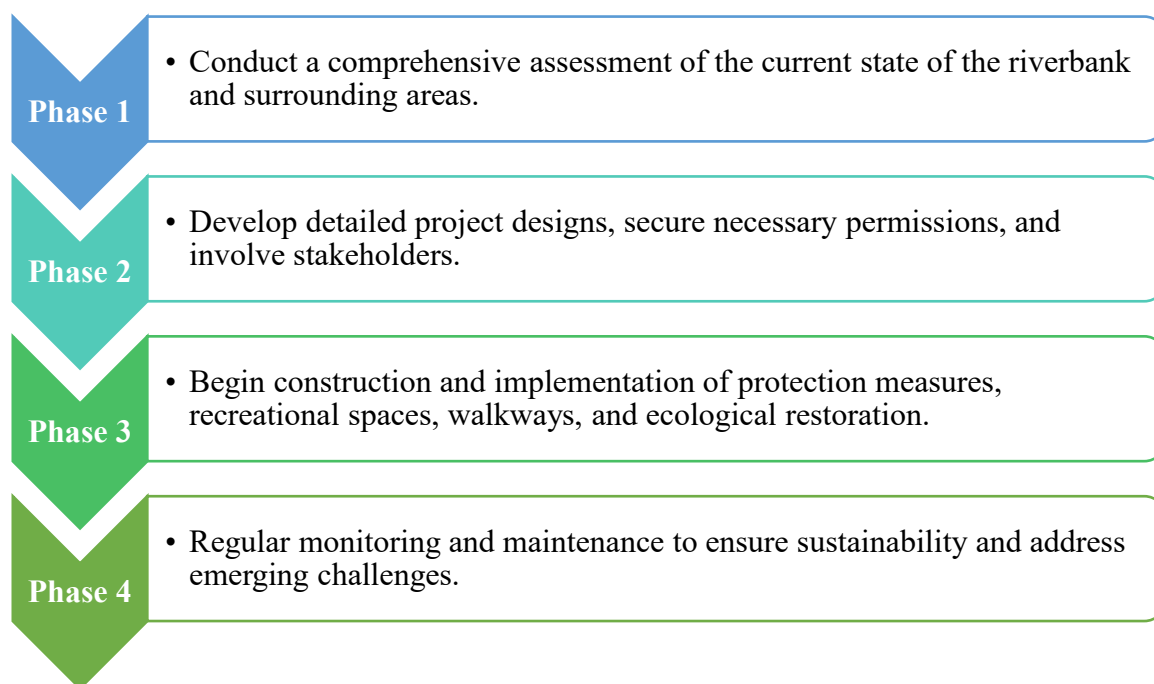 Phase 1
• Conduct a comprehensive assessment of the current state of the riverbank
and surrounding areas.
Phase 2
• Develop detailed project designs, secure necessary permissions, and
involve stakeholders.
Phase 3
• Begin construction and implementation of protection measures,
recreational spaces, walkways, and ecological restoration.
Phase 4
• Regular monitoring and maintenance to ensure sustainability and address
emerging challenges.